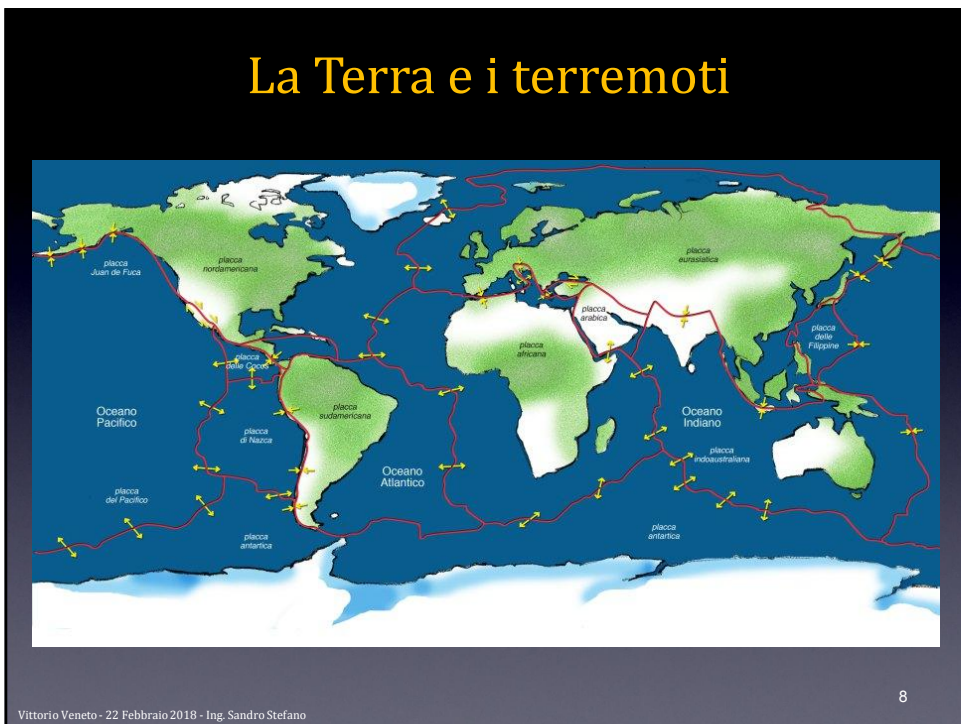 La Terra e i terremoti
placca
Juan de Fuca
placca
nordamericana
placca
eurasiatica
placca
arabica
placca
delle
Filippine
placca
africana
placca
delle Cocos
placca
sudamericana
Oceano
Pacifico
placca
di Nazca
Oceano
Atlantico
Oceano
Indiano
placca
indoaustraliana
placca
del Pacifico
placca
antartica
placca
antartica
8
Vittorio Veneto - 22 Febbraio 2018 - Ing. Sandro Stefano